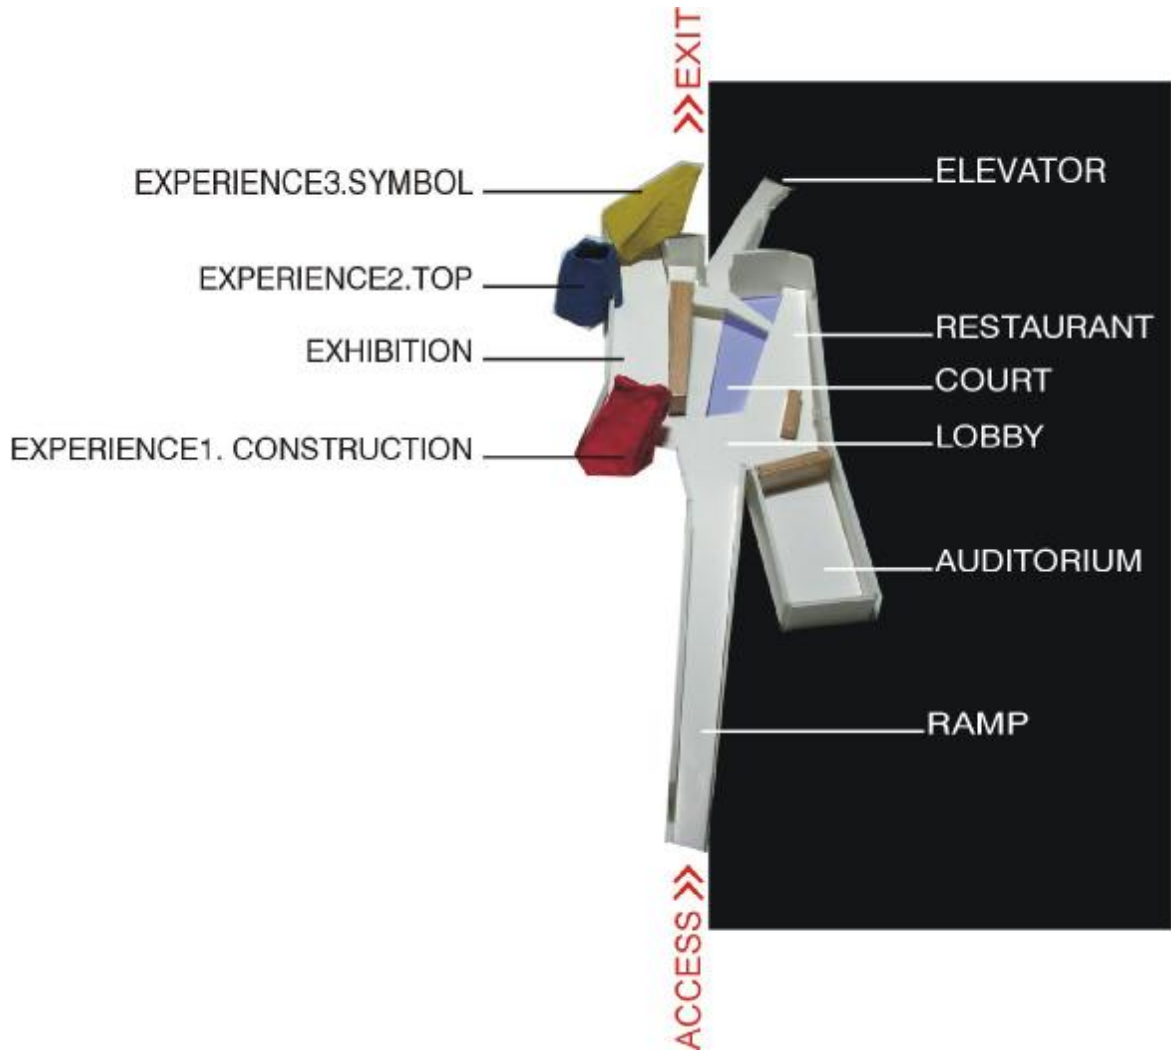 EXIT
EXPERIENCE3.SYMBOL
ELEVATOR
EXPERIENCE2.TOP
RESTAURANT
EXHIBITION
COURT
LOBBY
EXPERIENCE1. CONSTRUCTION
AUDITORIUM
RAMP
ACCESS